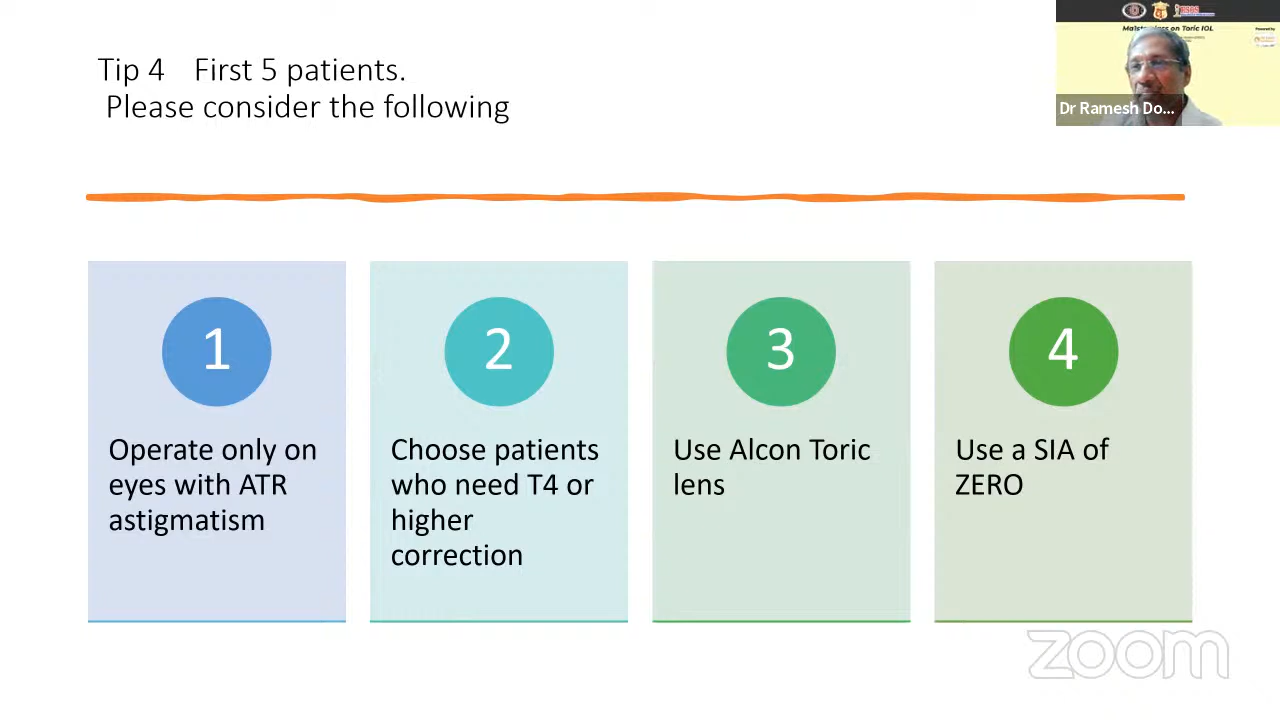 Tip 4 First 5 patients.
Please consider the following
Toric IOL
Dr Ramesh Do...
1
Operate only on
eyes with ATR
astigmatism
2
Choose patients
who need T4 or
higher
correction
3
Use Alcon Toric
lens
4
Use a SIA of
ZERO
zoom